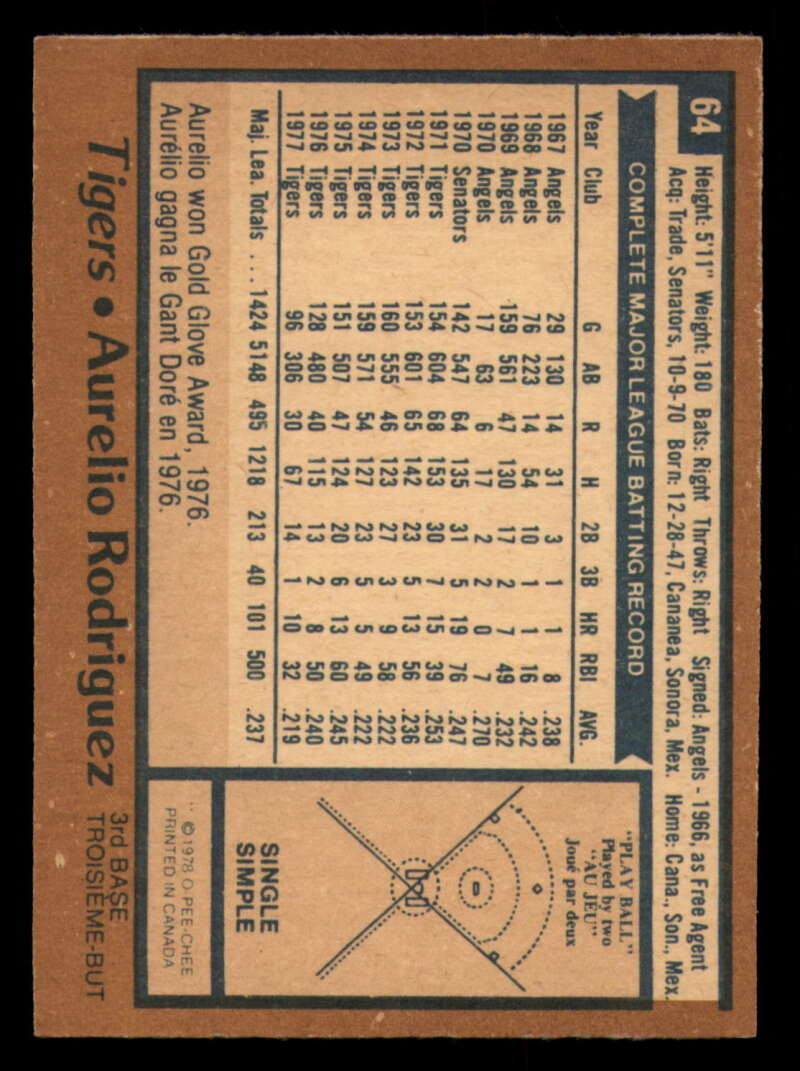 64
Height: 5'11" Weight: 180 Bats: Right Throws: Right Signed: Angels - 1966, as Free Agent
Acq: Trade, Senators, 10-9-70 Born: 12-28-47, Cananea, Sonora, Mex. Home: Cana., Son., Mex.
COMPLETE MAJOR LEAGUE BATTING RECORD
Year Club G AB R H 2B 3B HR RBI AVG.
1967 Angels 29 130 14 31 3 1 1 8 .238
1968 Angels 76 223 14 54 10 1 1 16 .242
1969 Angels 159 561 47 130 17 2 7 49 .232
1970 Angels 17 63 6 17 2 2 0 7 .270
1970 Senators 142 547 64 135 31 5 19 76 .247
1971 Tigers 154 604 68 153 30 7 15 39 .253
1972 Tigers 153 601 65 142 23 5 13 56 .236
1973 Tigers 160 555 46 123 27 3 9 58 .222
1974 Tigers 159 571 54 127 23 5 5 49 .222
1975 Tigers 151 507 47 124 20 6 13 60 .245
1976 Tigers 128 480 40 115 13 2 8 50 .240
1977 Tigers 96 306 30 67 14 1 10 32 .219
Maj. Lea. Totals ... 1424 5148 495 1218 213 40 101 500 .237
Aurelio won Gold Glove Award, 1976.
Aurélio gagna le Gant Doré en 1976.
"PLAY BALL"
Played by two
"AU JEU"
Joué par deux
SINGLE
SIMPLE
© 1978 O-PEE-CHEE
PRINTED IN CANADA
Tigers • Aurelio Rodriguez
3rd BASE
TROISIEME-BUT